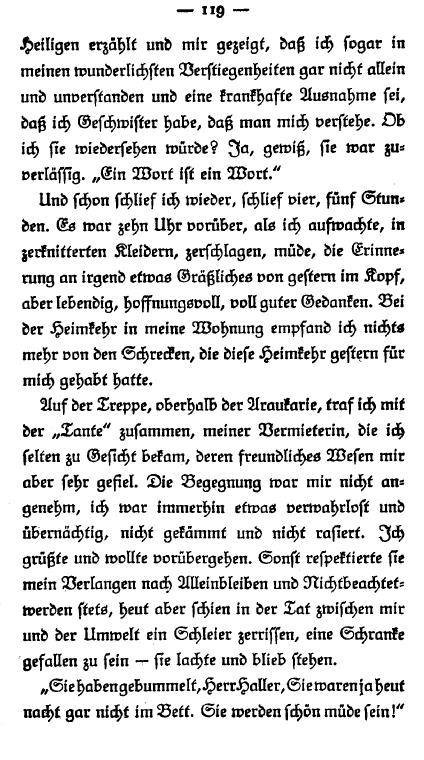 — 119 —
Heiligen erzählt und mir gezeigt, daß ich sogar in
meinen wunderlichsten Verstiegenheiten gar nicht allein
und unverstanden und eine krankhafte Ausnahme sei,
daß ich Geschwister habe, daß man mich verstehe. Ob
ich sie wiedersehen würde? Ja, gewiß, sie war zu-
verlässig. „Ein Wort ist ein Wort.“
Und schon schlief ich wieder, schlief vier, fünf Stun-
den. Es war zehn Uhr vorüber, als ich aufwachte, in
zerknitterten Kleidern, zerschlagen, müde, die Erinne-
rung an irgend etwas Gräßliches von gestern im Kopf,
aber lebendig, hoffnungsvoll, voll guter Gedanken. Bei
der Heimkehr in meine Wohnung empfand ich nichts
mehr von den Schrecken, die diese Heimkehr gestern für
mich gehabt hatte.
Auf der Treppe, oberhalb der Araukarie, traf ich mit
der „Tante“ zusammen, meiner Vermieterin, die ich
selten zu Gesicht bekam, deren freundliches Wesen mir
aber sehr gefiel. Die Begegnung war mir nicht an-
genehm, ich war immerhin etwas verwahrlost und
übernächtig, nicht gekämmt und nicht rasiert. Ich
grüßte und wollte vorübergehen. Sonst respektierte sie
mein Verlangen nach Alleinbleiben und Nichtbeachtet-
werden stets, heut aber schien in der Tat zwischen mir
und der Umwelt ein Schleier zerrissen, eine Schranke
gefallen zu sein — sie lachte und blieb stehen.
„Sie haben gebummelt, Herr Haller, Sie waren ja heut
nacht gar nicht im Bett. Sie werden schön müde sein!“